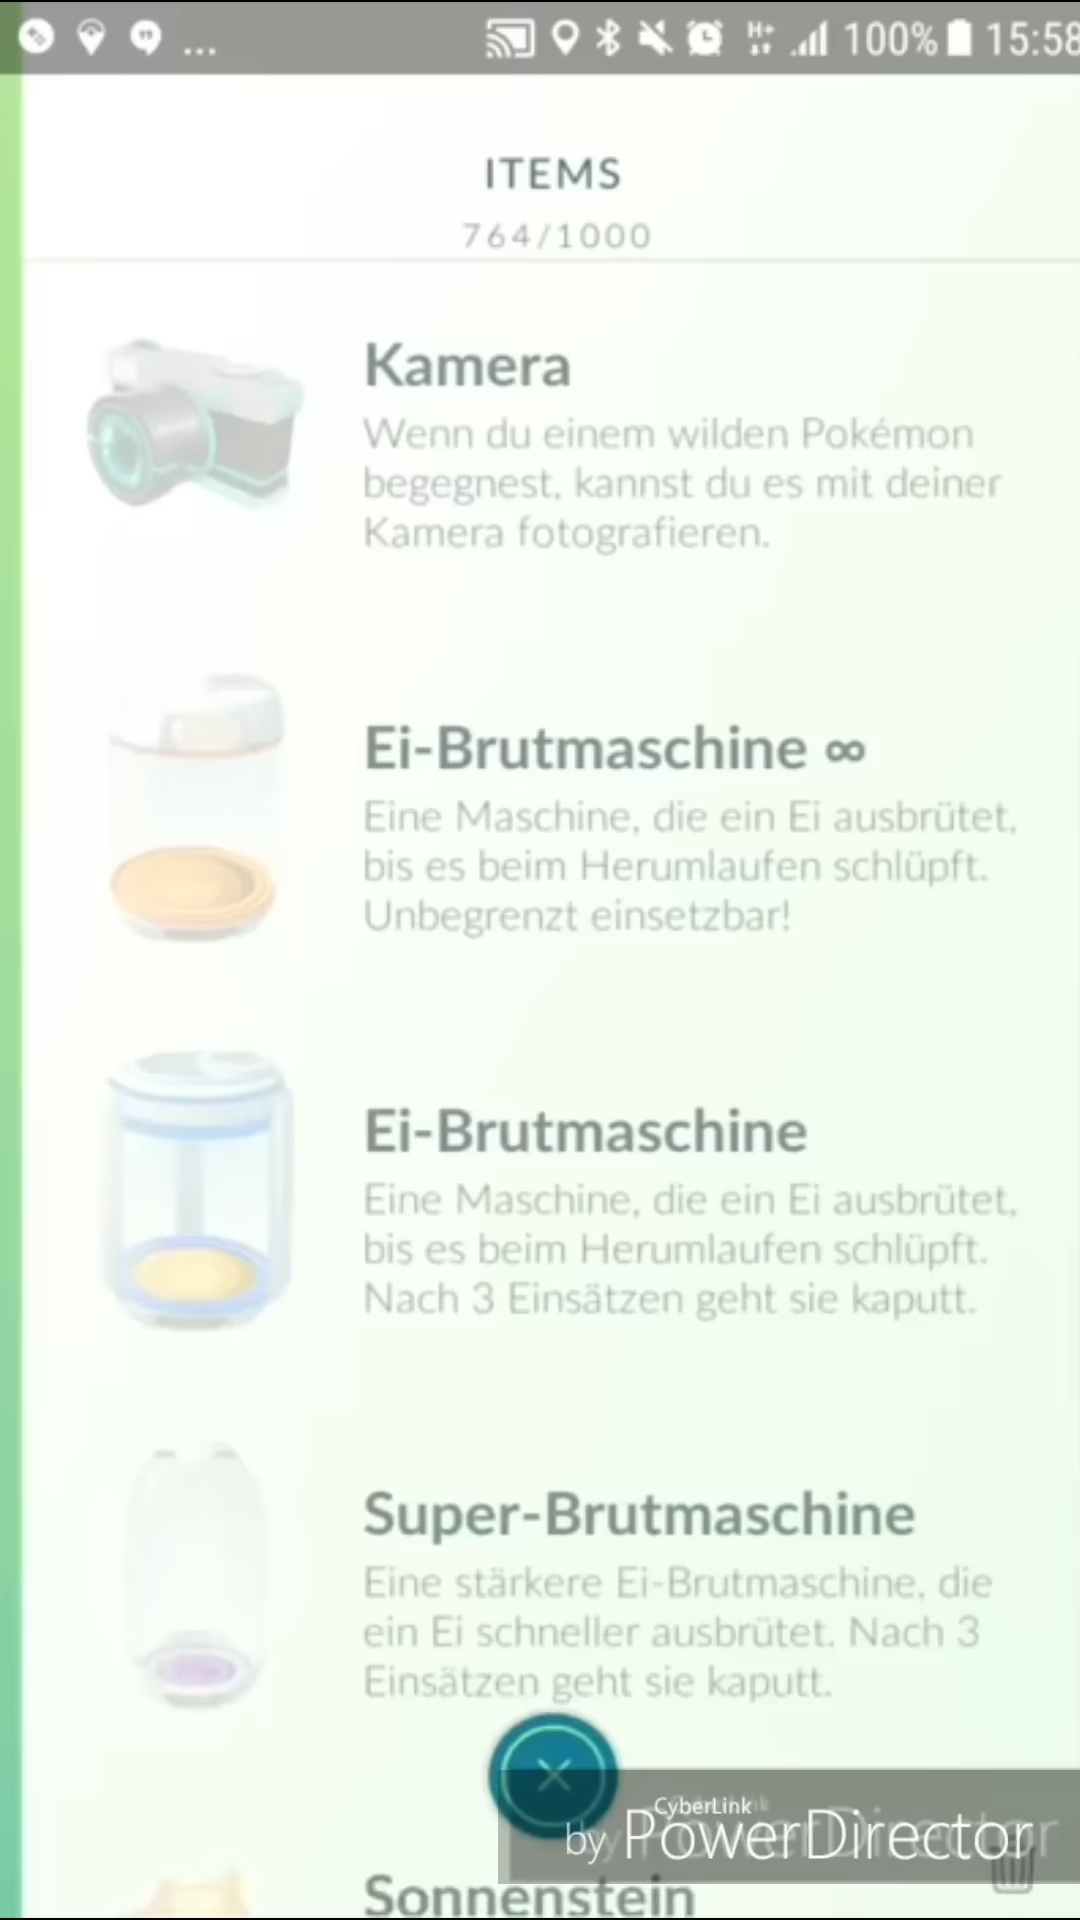 100% 15:58
ITEMS
764/1000
Kamera
Wenn du einem wilden Pokémon
begegnest, kannst du es mit deiner
Kamera fotografieren.
Ei-Brutmaschine ∞
Eine Maschine, die ein Ei ausbrütet,
bis es beim Herumlaufen schlüpft.
Unbegrenzt einsetzbar!
Ei-Brutmaschine
Eine Maschine, die ein Ei ausbrütet,
bis es beim Herumlaufen schlüpft.
Nach 3 Einsätzen geht sie kaputt.
Super-Brutmaschine
Eine stärkere Ei-Brutmaschine, die
ein Ei schneller ausbrütet. Nach 3
Einsätzen geht sie kaputt.
CyberLink
by PowerDirector
Sonnenstein